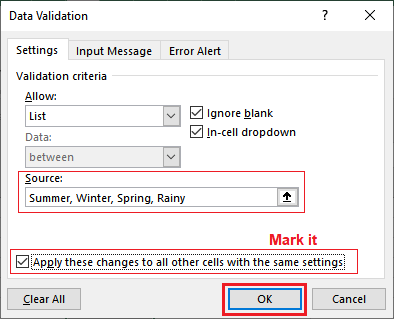 Data Validation
?
×
Settings
Input Message
Error Alert
Validation criteria
Allow:
List
Ignore blank
Data:
In-cell dropdown
between
Source:
Summer, Winter, Spring, Rainy
Mark it
Apply these changes to all other cells with the same settings
Clear All
OK
Cancel